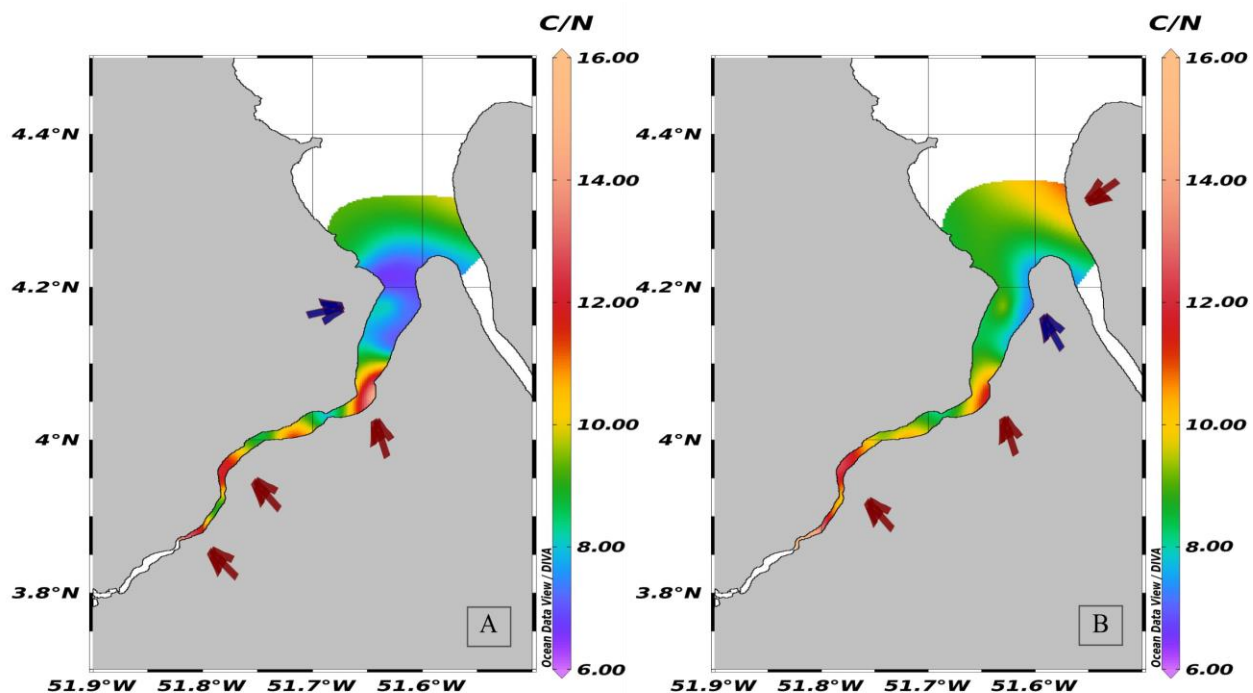 C/N
16.00
14.00
12.00
10.00
8.00
6.00
4.4°N
4.2°N
4°N
3.8°N
51.9°W
51.8°W
51.7°W
51.6°W
Ocean Data View / DIVA
A
C/N
16.00
14.00
12.00
10.00
8.00
6.00
4.4°N
4.2°N
4°N
3.8°N
51.9°W
51.8°W
51.7°W
51.6°W
Ocean Data View / DIVA
B